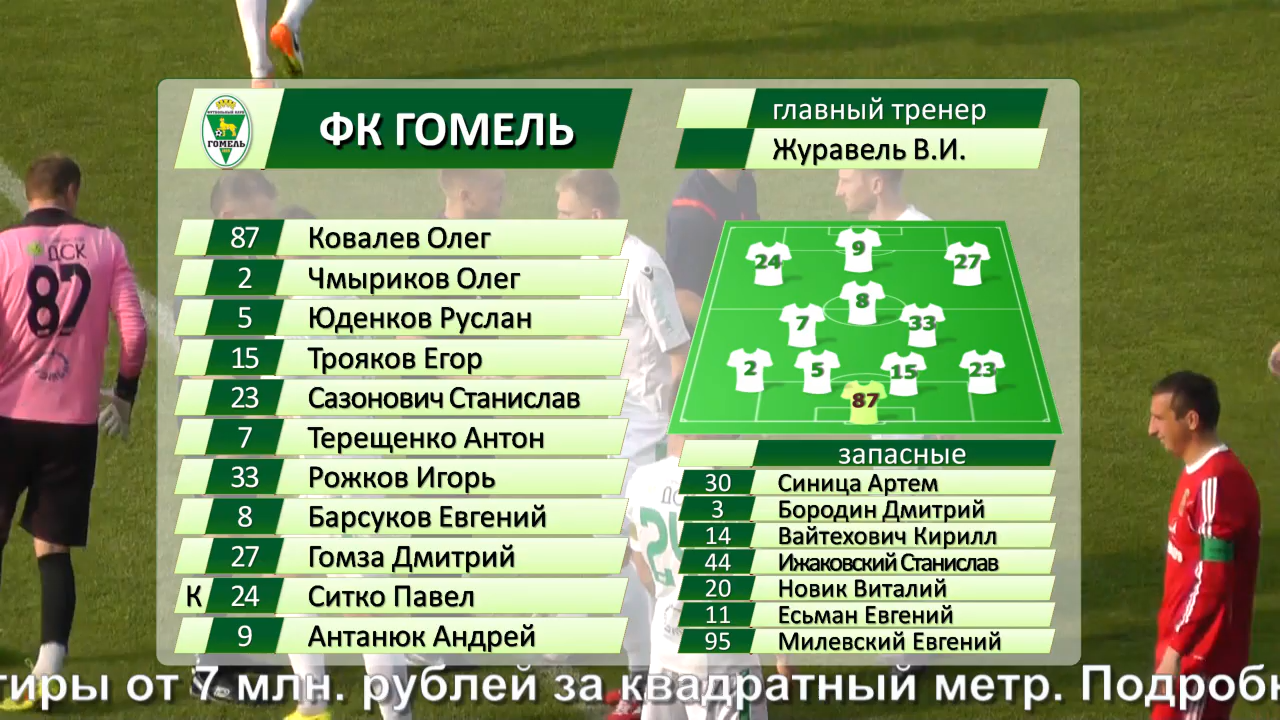 ФК ГОМЕЛЬ
главный тренер
Журавель В.И.
ФУТБОЛЬНЫЙ КЛУБ
ГОМЕЛЬ
ДСК
87
87 Ковалев Олег
2 Чмыриков Олег
5 Юденков Руслан
15 Трояков Егор
23 Сазонович Станислав
7 Терещенко Антон
33 Рожков Игорь
8 Барсуков Евгений
27 Гомза Дмитрий
К 24 Ситко Павел
9 Антанюк Андрей
24 9 27
8
7 33
2 5 15 23
87
запасные
30 Синица Артем
3 Бородин Дмитрий
14 Вайтехович Кирилл
44 Ижаковский Станислав
20 Новик Виталий
11 Есьман Евгений
95 Милевский Евгений
тиры от 7 млн. рублей за квадратный метр. Подробн